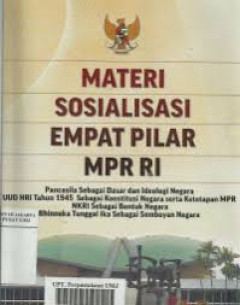 MATERI
SOSIALISASI
EMPAT PILAR
MPR RI
Pancasila Sebagai Dasar dan Ideologi Negara
UUD NRI Tahun 1945 Sebagai Konstitusi Negara serta Ketetapan MPR
NKRI Sebagai Bentuk Negara
Bhinneka Tunggal Ika Sebagai Semboyan Negara
UPT. Perpustakaan UNEJ